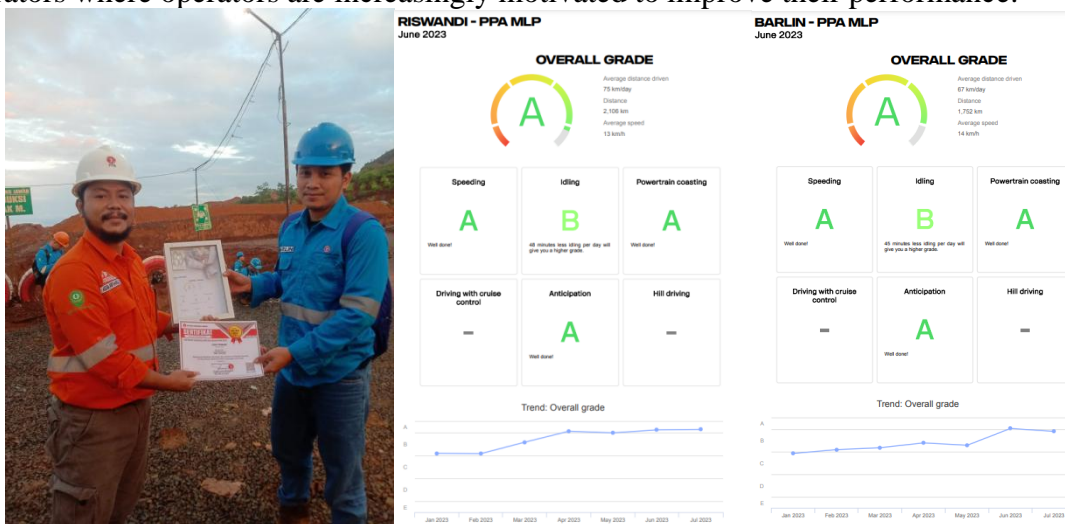 ators where operators are increasingly motivated to improve their performance.
RISWANDI - PPA MLP
June 2023
OVERALL GRADE
A
Average distance driven
75 km/day
Distance
2,106 km
Average speed
13 km/h
Speeding
A
Well done!
Idling
B
48 minutes less idling per day will
give you a higher grade.
Powertrain coasting
A
Well done!
Driving with cruise
control
–
Anticipation
A
Well done!
Hill driving
–
Trend: Overall grade
A
B
C
D
E
Jan 2023
Feb 2023
Mar 2023
Apr 2023
May 2023
Jun 2023
Jul 2023
BARLIN - PPA MLP
June 2023
OVERALL GRADE
A
Average distance driven
67 km/day
Distance
1,752 km
Average speed
14 km/h
Speeding
A
Well done!
Idling
B
45 minutes less idling per day will
give you a higher grade.
Powertrain coasting
A
Well done!
Driving with cruise
control
–
Anticipation
A
Well done!
Hill driving
–
Trend: Overall grade
A
B
C
D
E
Jan 2023
Feb 2023
Mar 2023
Apr 2023
May 2023
Jun 2023
Jul 2023
BARLIN
SERTIFIKAT